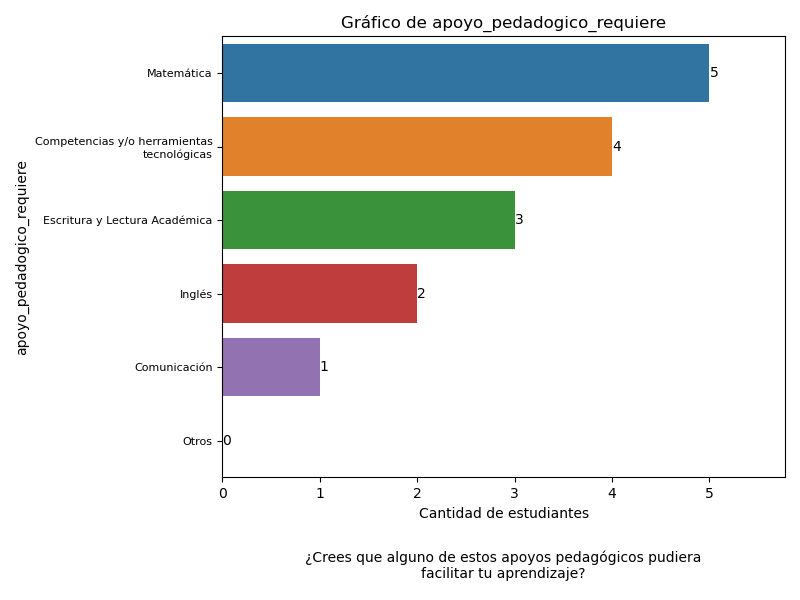 Gráfico de apoyo_pedadogico_requiere
apoyo_pedadogico_requiere
Matemática
5
Competencias y/o herramientas
tecnológicas
4
Escritura y Lectura Académica
3
Inglés
2
Comunicación
1
Otros
0
0 1 2 3 4 5
Cantidad de estudiantes
¿Crees que alguno de estos apoyos pedagógicos pudiera
facilitar tu aprendizaje?